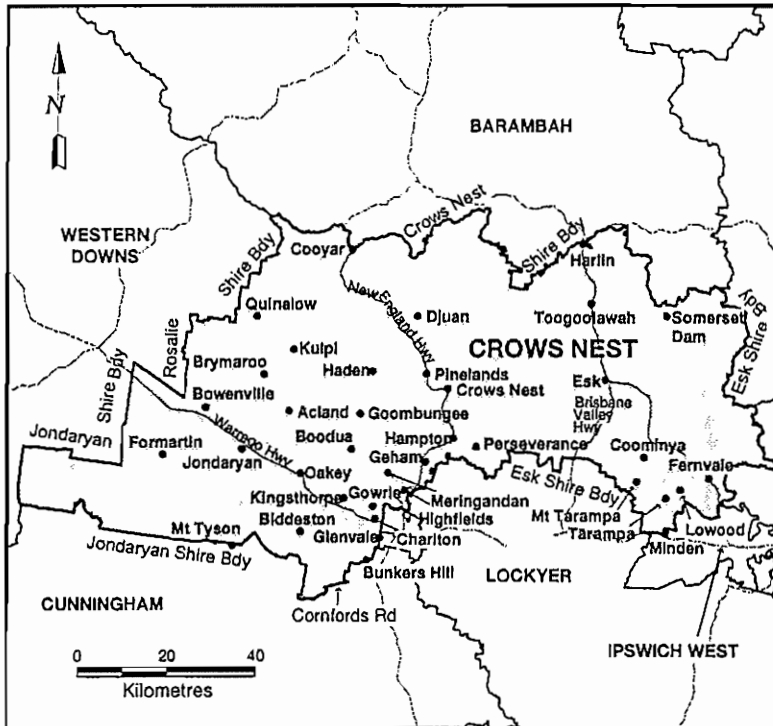 N
BARAMBAH
WESTERN
DOWNS
Shire Bdy
Cooyar
Crows Nest
Shire Bdy
Harlin
Rosalie
Quinalow
New England Hwy
Djuan
Toogoolawah
Somerset
Dam
Esk Shire Bdy
Shire Bdy
Kulpi
CROWS NEST
Brymaroo
Haden
Pinelands
Crows Nest
Esk
Bowenville
Acland
Goombungee
Brisbane
Valley
Hwy
Jondaryan
Formartin
Warrego Hwy
Boodua
Hampton
Perseverance
Coominya
Jondaryan
Geham
Fernvale
Oakey
Esk Shire Bdy
Kingsthorpe
Gowrie
Meringandan
Mt Tyson
Biddeston
Highfields
Mt Tarampa
Tarampa
Lowood
Glenvale
Charlton
Minden
Jondaryan Shire Bdy
Bunkers Hill
LOCKYER
CUNNINGHAM
Cornfords Rd
IPSWICH WEST
0 20 40
Kilometres